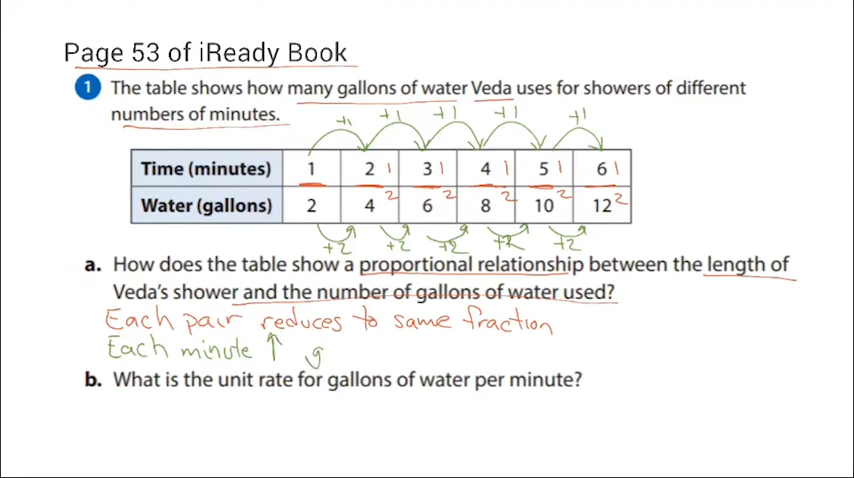 Page 53 of iReady Book
1 The table shows how many gallons of water Veda uses for showers of different
numbers of minutes.
+1 +1 +1 +1 +1
Time (minutes) 1 2 1 3 1 4 1 5 1 6 1
Water (gallons) 2 4 2 6 2 8 2 10 2 12 2
+2 +2 +2 +2 +2
a. How does the table show a proportional relationship between the length of
Veda's shower and the number of gallons of water used?
Each pair reduces to same fraction
Each minute ↑ g
b. What is the unit rate for gallons of water per minute?